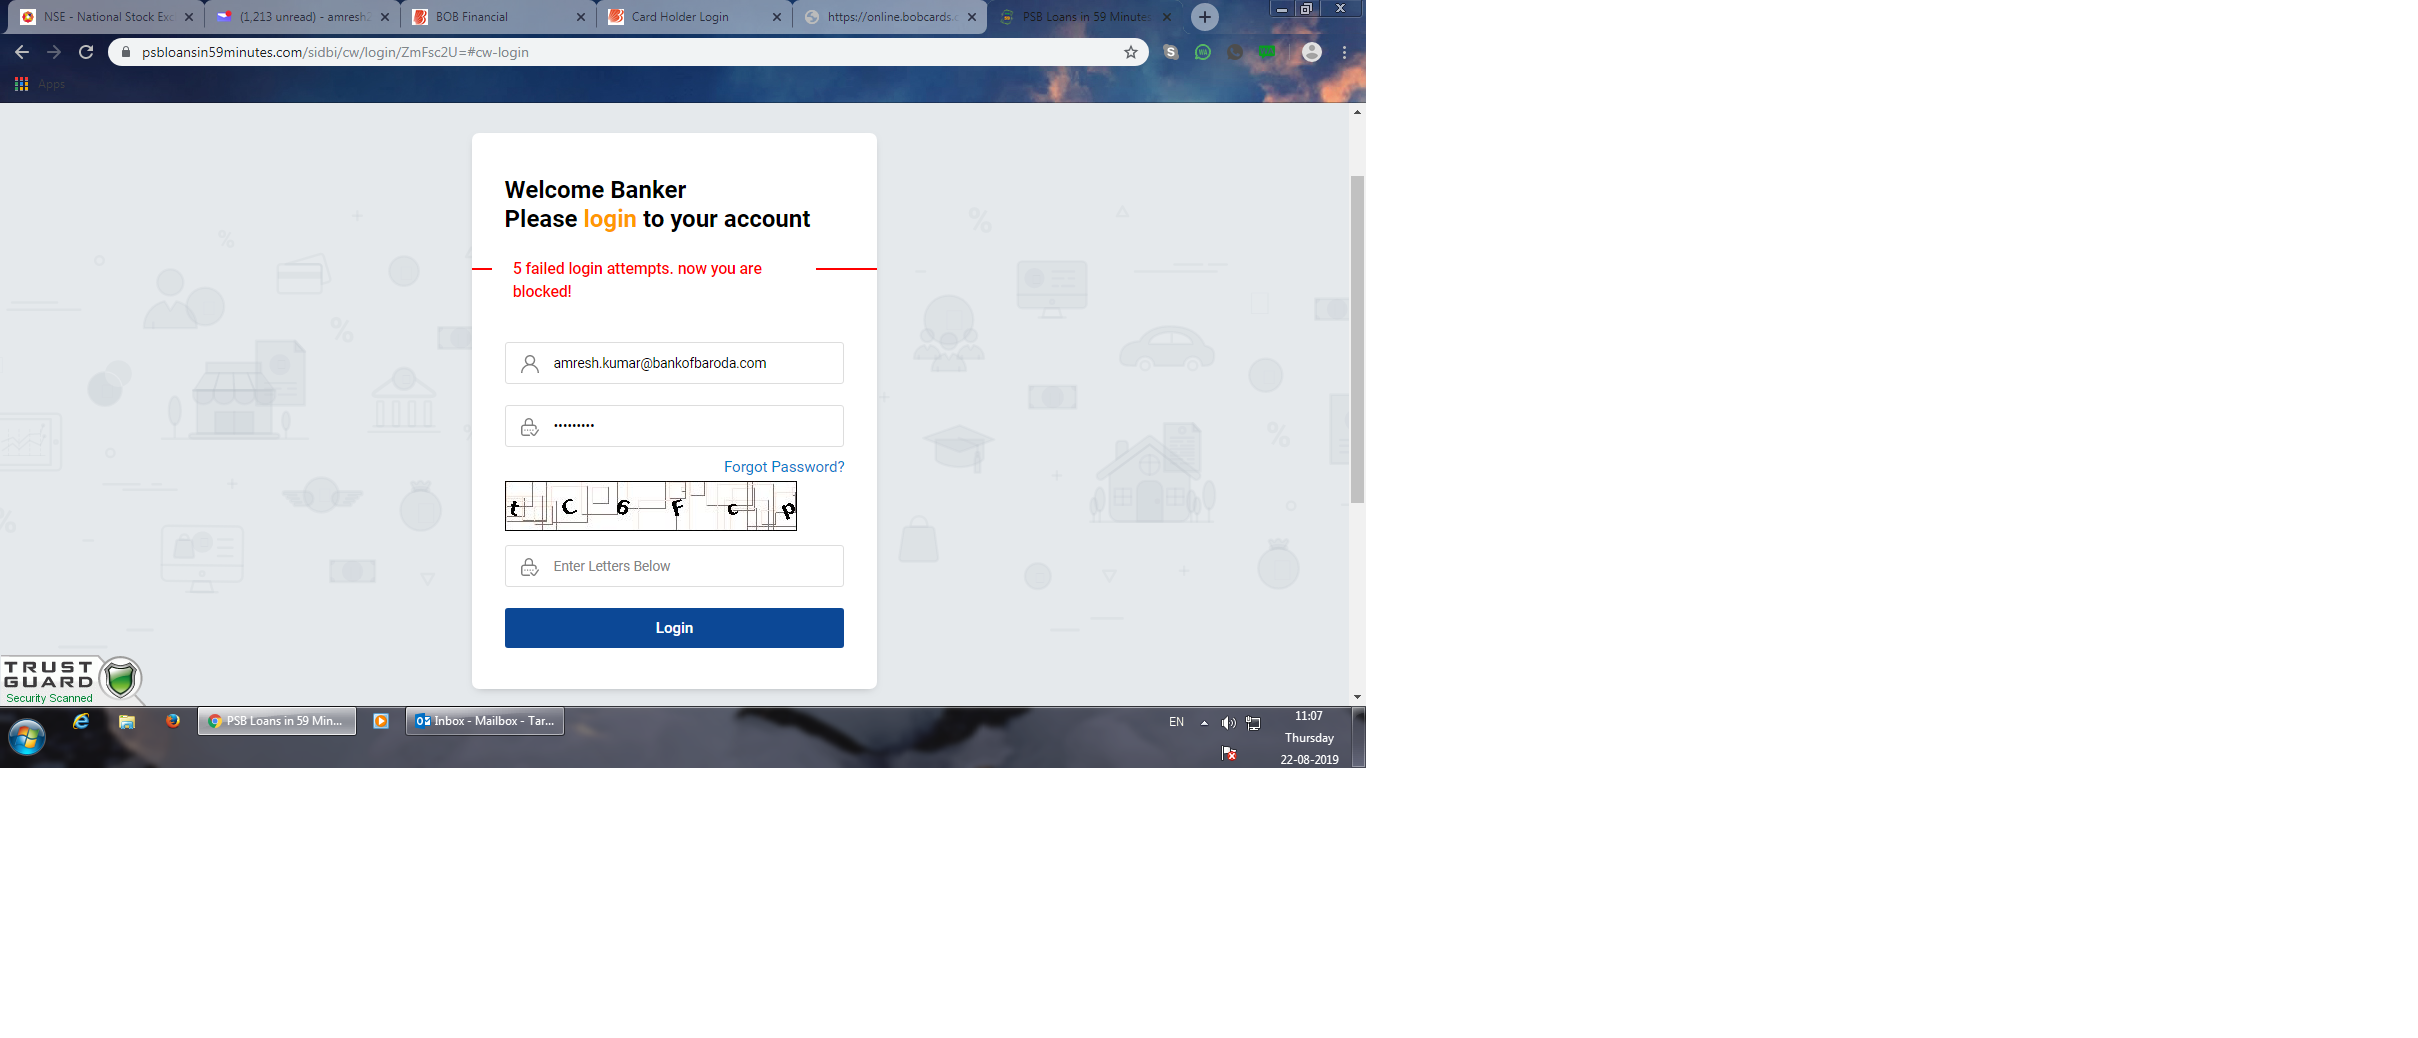 NSE - National Stock Exc
(1,213 unread) - amresh2
BOB Financial
Card Holder Login
https://online.bobcards.c
PSB Loans in 59 Minutes
psbloansin59minutes.com/sidbi/cw/login/ZmFsc2U=#cw-login
Apps
Welcome Banker
Please login to your account
5 failed login attempts. now you are
blocked!
amresh.kumar@bankofbaroda.com
•••••••••
Forgot Password?
t C 6 F c p
Enter Letters Below
Login
TRUST
GUARD
Security Scanned
PSB Loans in 59 Min...
Inbox - Mailbox - Tar...
EN
11:07
Thursday
22-08-2019